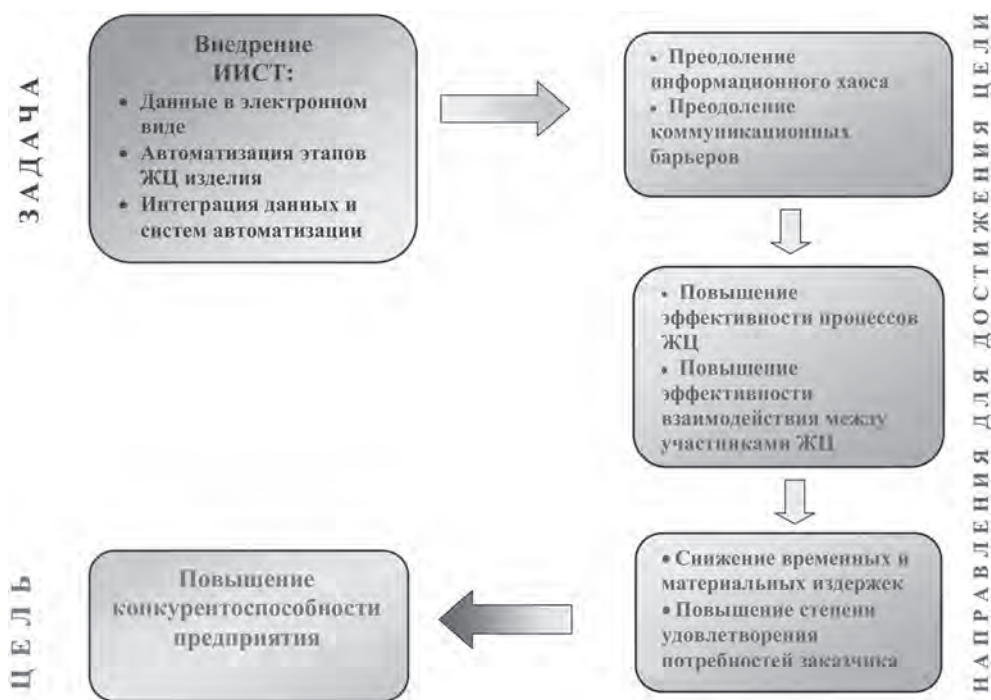 ЗАДАЧА
Внедрение
ИИСТ:
• Данные в электронном
виде
• Автоматизация этапов
ЖЦ изделия
• Интеграция данных и
систем автоматизации
• Преодоление
информационного хаоса
• Преодоление
коммуникационных
барьеров
• Повышение
эффективности процессов
ЖЦ
• Повышение
эффективности
взаимодействия между
участниками ЖЦ
• Снижение временных и
материальных издержек
• Повышение степени
удовлетворения
потребностей заказчика
ЦЕЛЬ
Повышение
конкурентоспособности
предприятия
НАПРАВЛЕНИЯ ДЛЯ ДОСТИЖЕНИЯ ЦЕЛИ